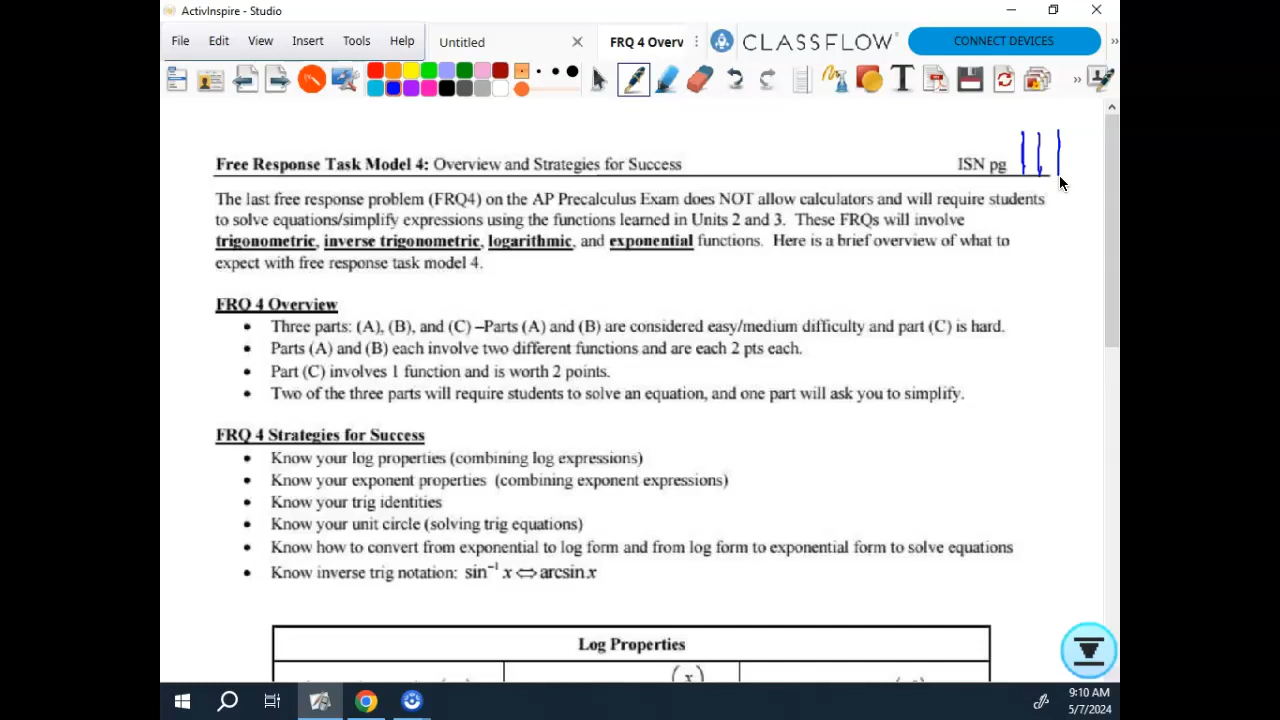 ActivInspire - Studio
File Edit View Insert Tools Help Untitled FRQ 4 Overv CLASSFLOW CONNECT DEVICES
Free Response Task Model 4: Overview and Strategies for Success ISN pg 111
The last free response problem (FRQ4) on the AP Precalculus Exam does NOT allow calculators and will require students
to solve equations/simplify expressions using the functions learned in Units 2 and 3. These FRQs will involve
trigonometric, inverse trigonometric, logarithmic, and exponential functions. Here is a brief overview of what to
expect with free response task model 4.
FRQ 4 Overview
• Three parts: (A), (B), and (C) –Parts (A) and (B) are considered easy/medium difficulty and part (C) is hard.
• Parts (A) and (B) each involve two different functions and are each 2 pts each.
• Part (C) involves 1 function and is worth 2 points.
• Two of the three parts will require students to solve an equation, and one part will ask you to simplify.
FRQ 4 Strategies for Success
• Know your log properties (combining log expressions)
• Know your exponent properties (combining exponent expressions)
• Know your trig identities
• Know your unit circle (solving trig equations)
• Know how to convert from exponential to log form and from log form to exponential form to solve equations
• Know inverse trig notation: sin⁻¹ x ⇔ arcsin x
Log Properties
9:10 AM
5/7/2024